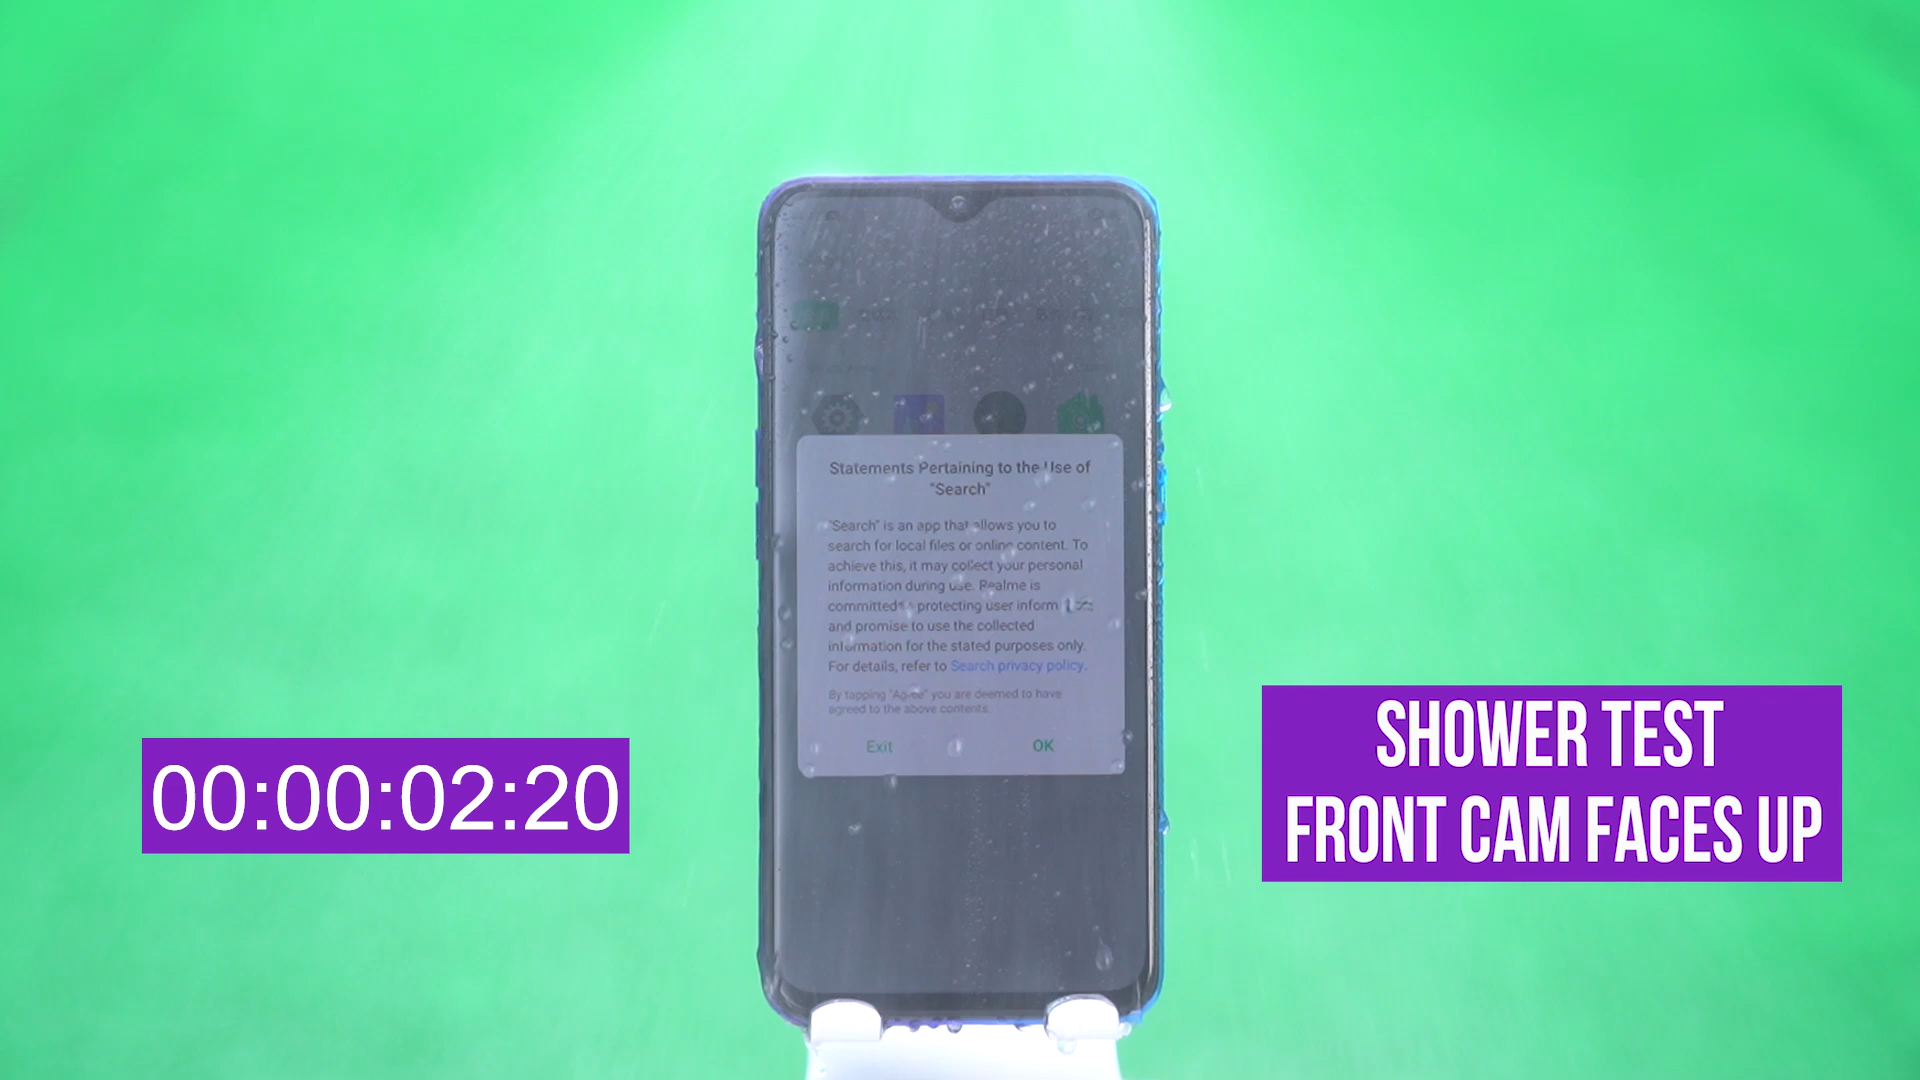 Statements Pertaining to the Use of
"Search"
"Search" is an app that allows you to
search for local files or online content. To
achieve this, it may collect your personal
information during use. Realme is
committed protecting user
and promise to use the collected
information for the stated purposes only.
For details, refer to Search privacy policy.
By tapping "Agree" you are deemed to have
agreed to the above contents.
Exit OK
00:00:02:20
SHOWER TEST
FRONT CAM FACES UP